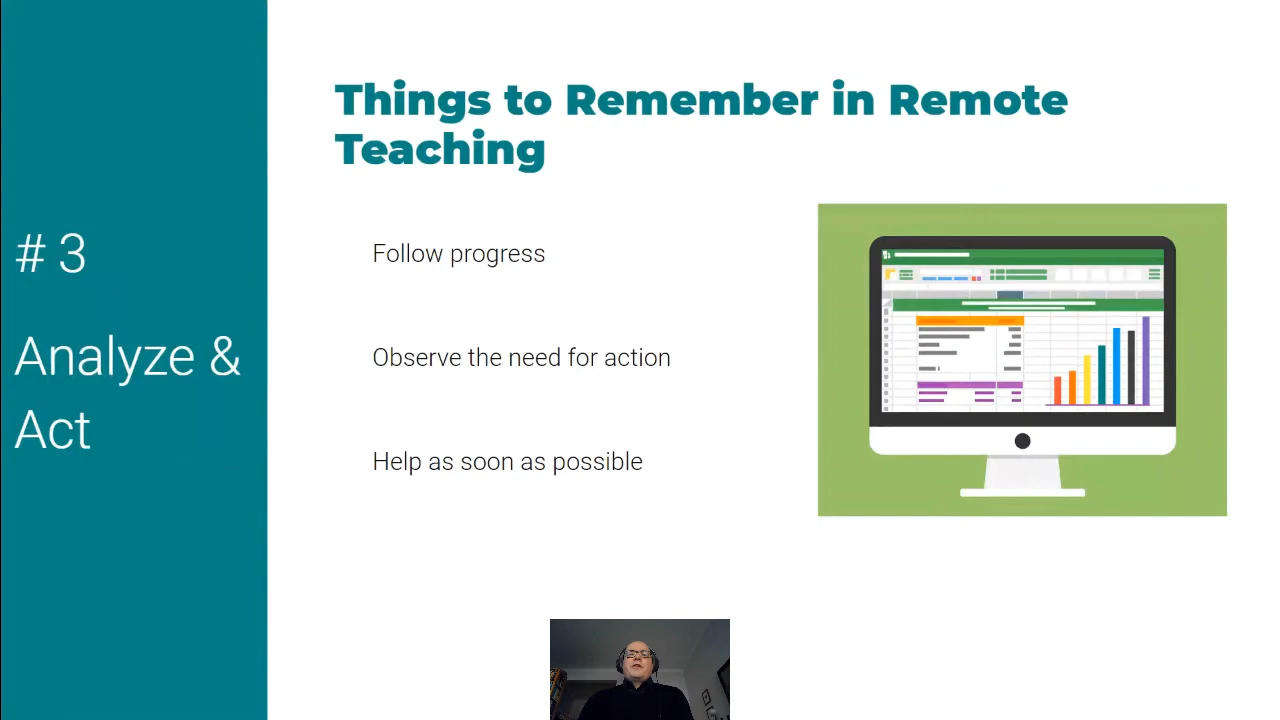 # 3
Analyze &
Act
Things to Remember in Remote
Teaching
Follow progress
Observe the need for action
Help as soon as possible